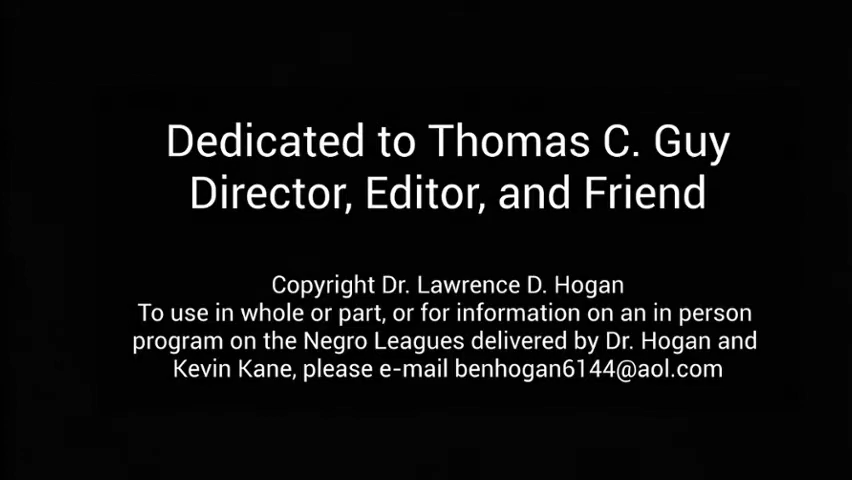 Dedicated to Thomas C. Guy
Director, Editor, and Friend
Copyright Dr. Lawrence D. Hogan
To use in whole or part, or for information on an in person
program on the Negro Leagues delivered by Dr. Hogan and
Kevin Kane, please e-mail benhogan6144@aol.com